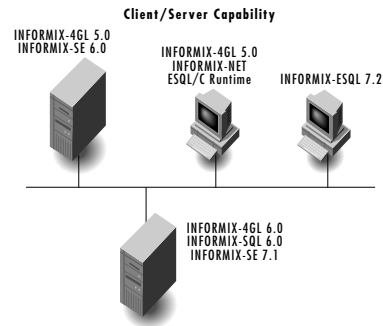 Client/Server Capability
INFORMIX-4GL 5.0
INFORMIX-SE 6.0
INFORMIX-4GL 5.0
INFORMIX-NET
ESQL/C Runtime
INFORMIX-ESQL 7.2
INFORMIX-4GL 6.0
INFORMIX-SQL 6.0
INFORMIX-SE 7.1